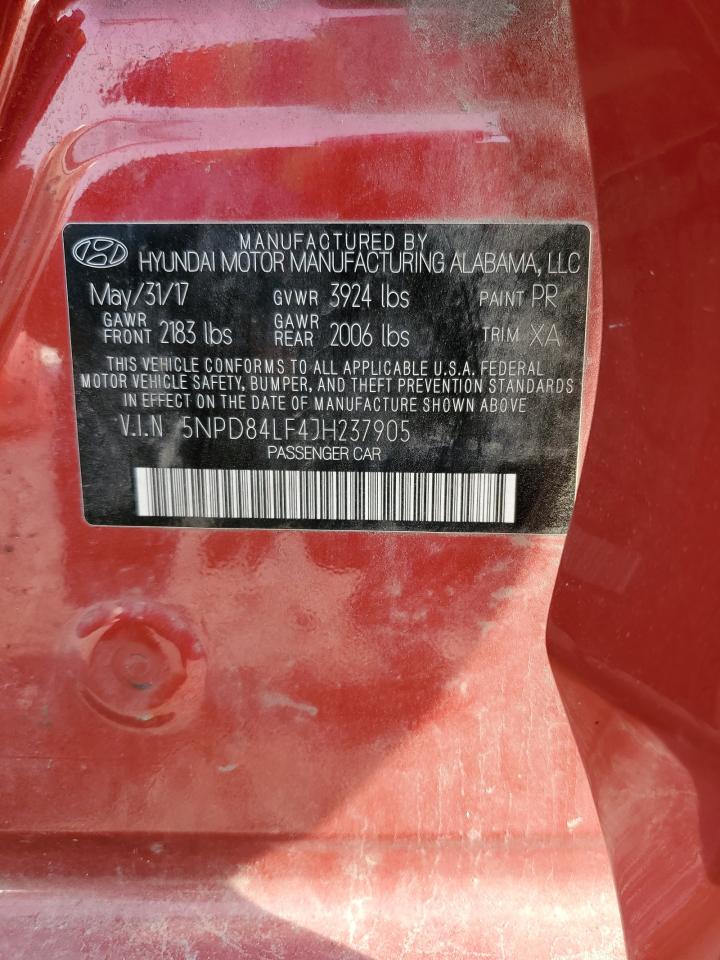 MANUFACTURED BY
HYUNDAI MOTOR MANUFACTURING ALABAMA, LLC
May/31/17 GVWR 3924 lbs PAINT PR
GAWR FRONT 2183 lbs GAWR REAR 2006 lbs TRIM XA
THIS VEHICLE CONFORMS TO ALL APPLICABLE U.S.A. FEDERAL
MOTOR VEHICLE SAFETY, BUMPER, AND THEFT PREVENTION STANDARDS
IN EFFECT ON THE DATE OF MANUFACTURE SHOWN ABOVE
V.I.N 5NPD84LF4JH237905
PASSENGER CAR